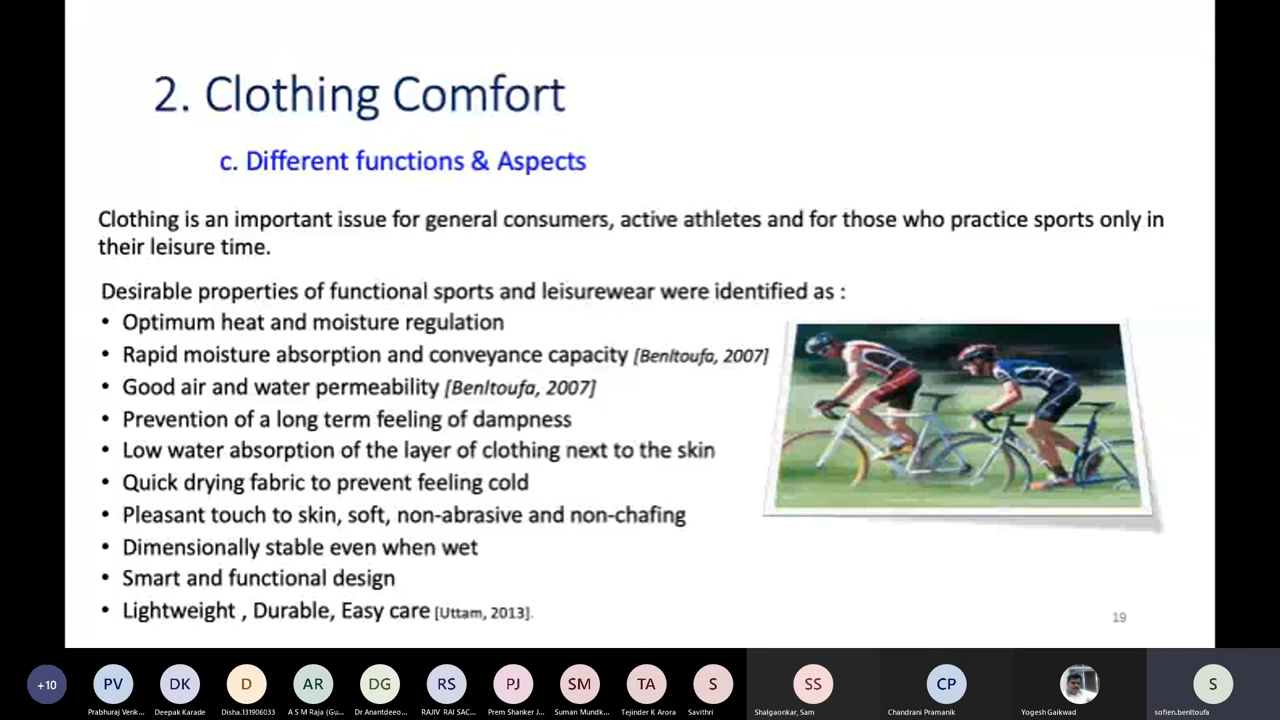 2. Clothing Comfort
c. Different functions & Aspects
Clothing is an important issue for general consumers, active athletes and for those who practice sports only in
their leisure time.
Desirable properties of functional sports and leisurewear were identified as :
• Optimum heat and moisture regulation
• Rapid moisture absorption and conveyance capacity [Benltoufa, 2007]
• Good air and water permeability [Benltoufa, 2007]
• Prevention of a long term feeling of dampness
• Low water absorption of the layer of clothing next to the skin
• Quick drying fabric to prevent feeling cold
• Pleasant touch to skin, soft, non-abrasive and non-chafing
• Dimensionally stable even when wet
• Smart and functional design
• Lightweight , Durable, Easy care [Uttam, 2013].
19
+10 PV DK D AR DG RS PJ SM TA S SS CP S
Prabhuraj Venk... Deepak Karade Disha.131906033 A S M Raja (Gu... Dr Anantdeeo... RAJIV RAI SAC... Prem Shanker J... Suman Mundk... Tejinder K Arora Savithri Shalgaonkar, Sam Chandrani Pramanik Yogesh Gaikwad sofien.benltoufa